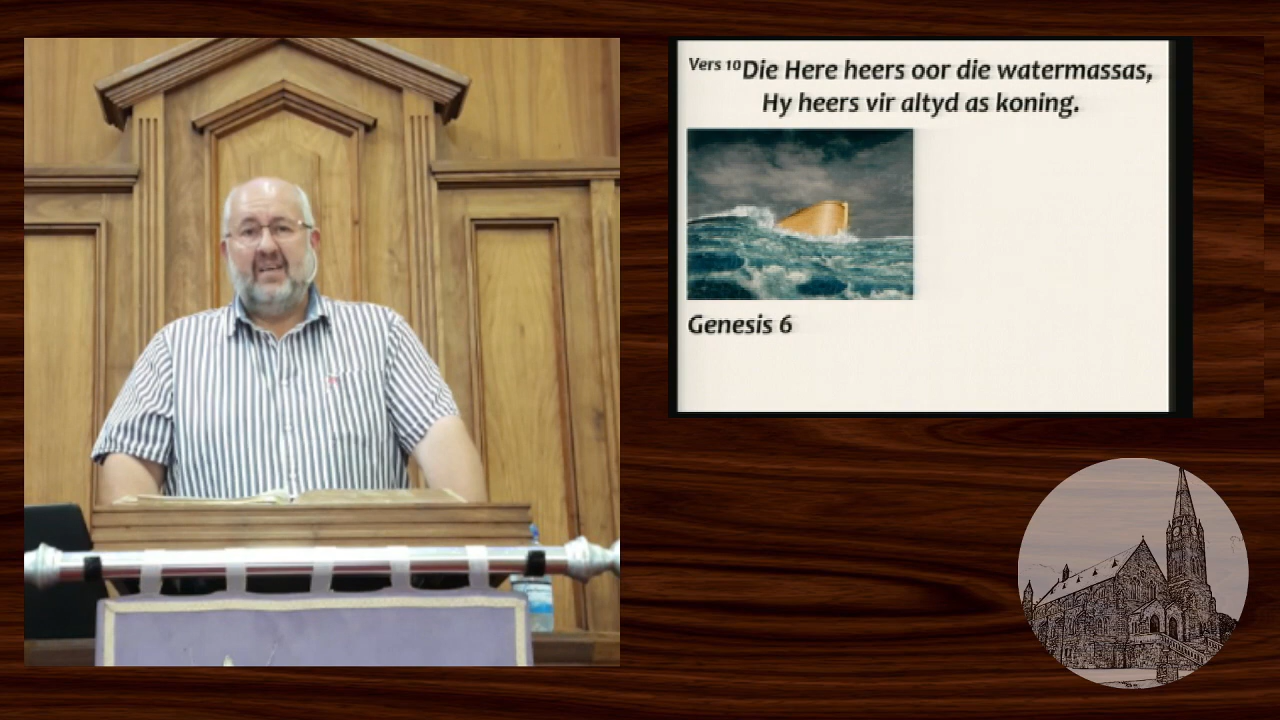 Vers 10 Die Here heers oor die watermassas,
Hy heers vir altyd as koning.
Genesis 6